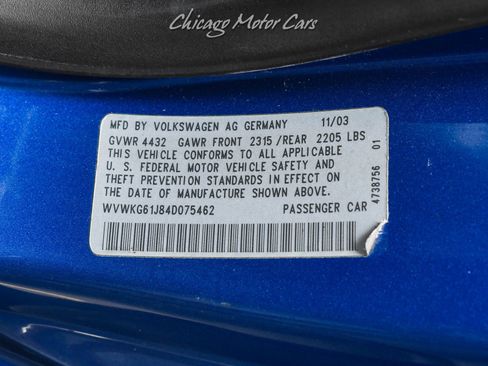 Chicago Motor Cars
MFD BY VOLKSWAGEN AG GERMANY 11/03
GVWR 4432 GAWR FRONT 2315/REAR 2205 LBS
THIS VEHICLE CONFORMS TO ALL APPLICABLE
U. S. FEDERAL MOTOR VEHICLE SAFETY AND
THEFT PREVENTION STANDARDS IN EFFECT ON
THE DATE OF MANUFACTURE SHOWN ABOVE.
WVWKG61J84D075462 PASSENGER CAR
4738756 01